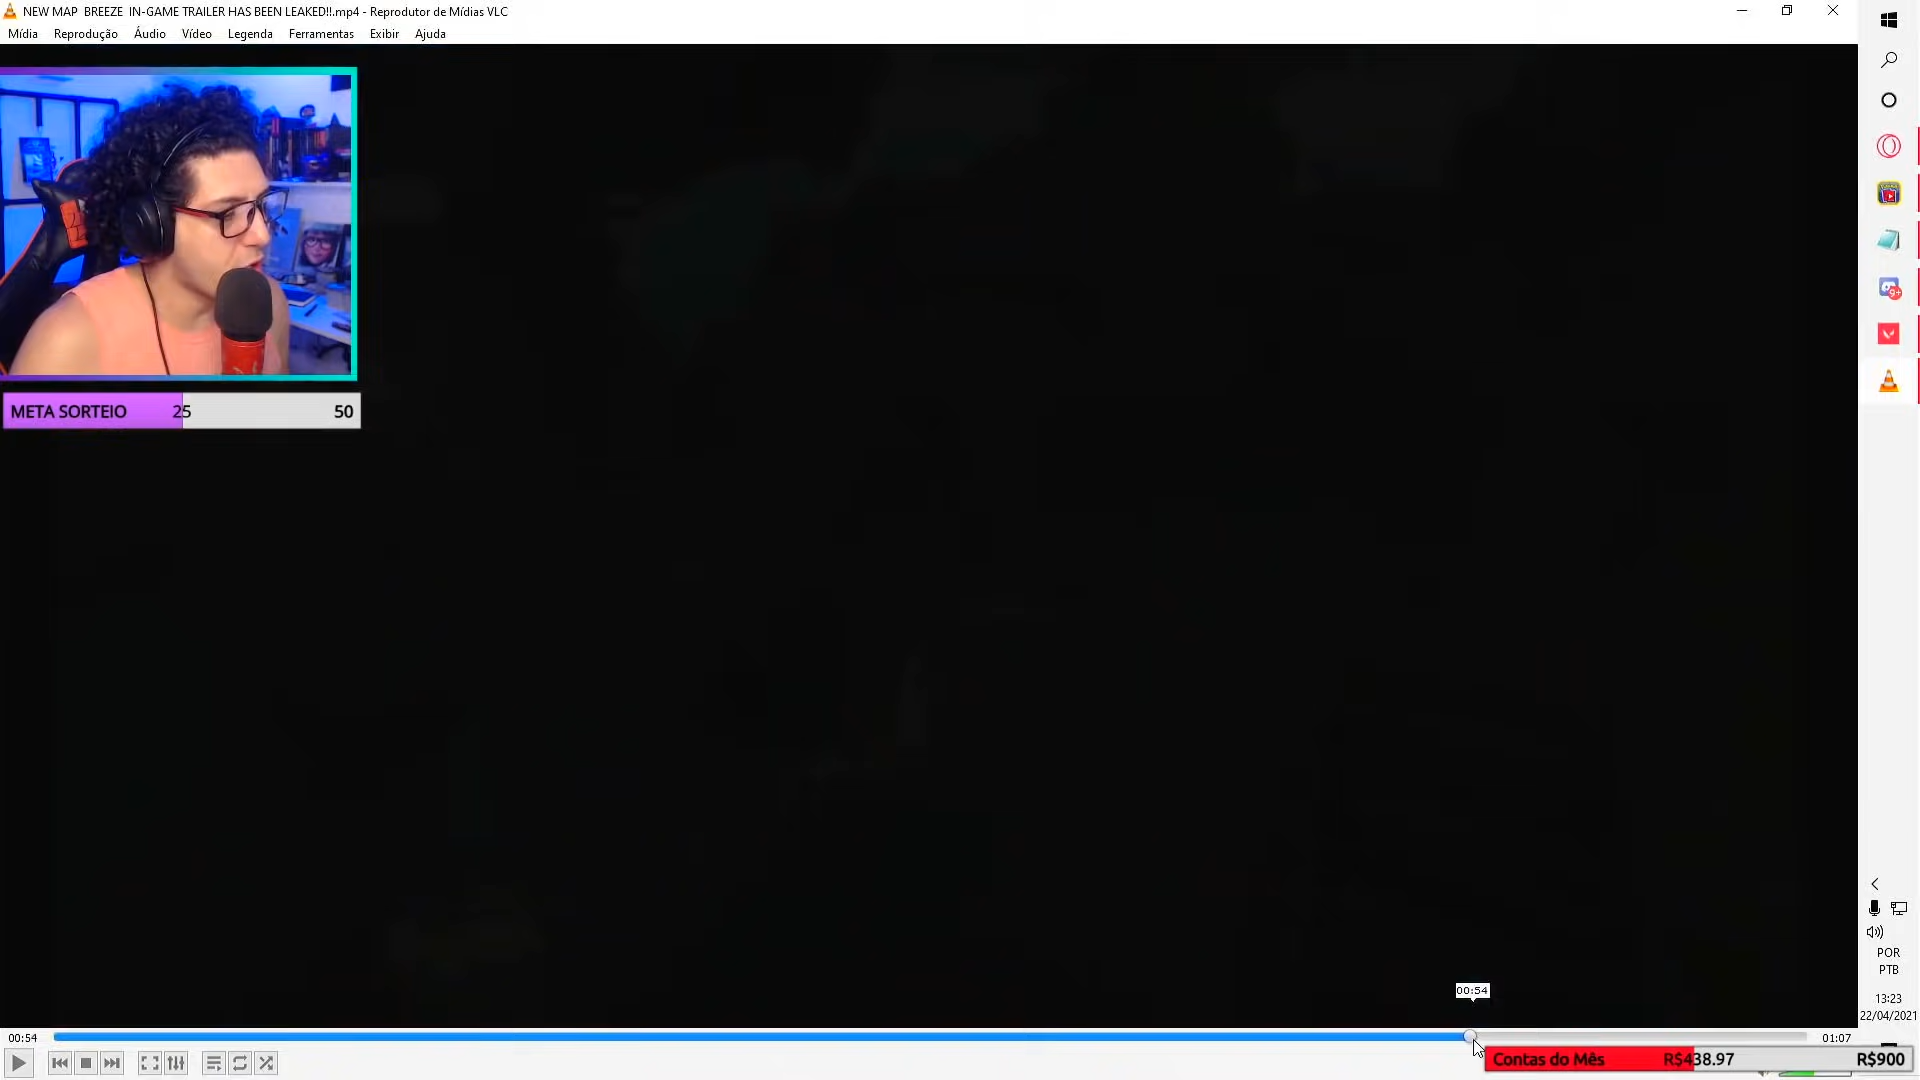 NEW MAP  BREEZE  IN-GAME TRAILER HAS BEEN LEAKED!!.mp4 - Reprodutor de Mídias VLC
Mídia Reprodução Áudio Vídeo Legenda Ferramentas Exibir Ajuda
META SORTEIO 25 50
9+
POR
PTB
13:23
22/04/2021
00:54
00:54 01:07
Contas do Mês R$438.97 R$900